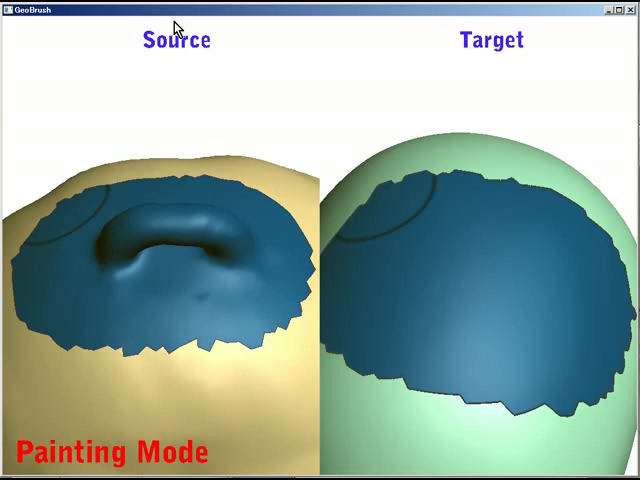 GeoBrush
Source
Target
Painting Mode